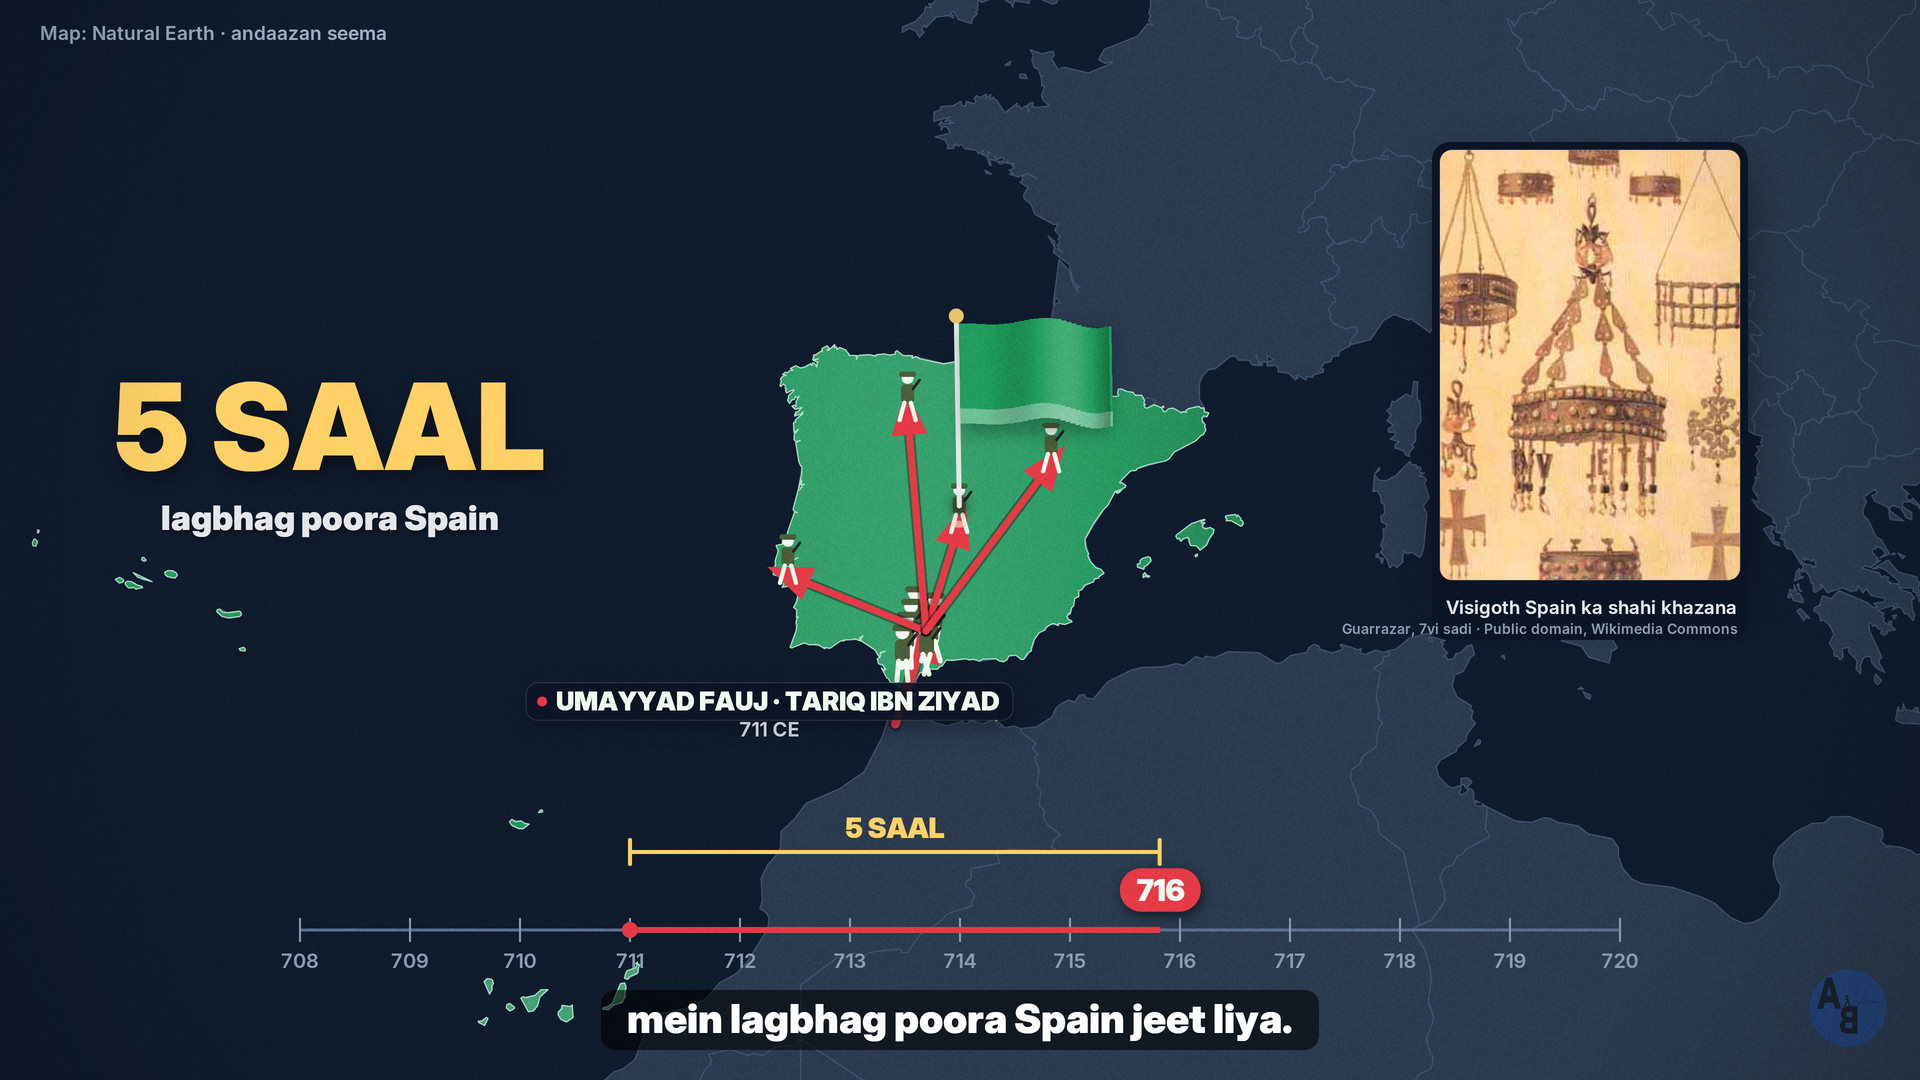 Map: Natural Earth · andaazan seema
5 SAAL
lagbhag poora Spain
Visigoth Spain ka shahi khazana
Guarrazar, 7vi sadi · Public domain, Wikimedia Commons
UMAYYAD FAUJ · TARIQ IBN ZIYAD
711 CE
5 SAAL
716
708 709 710 711 712 713 714 715 716 717 718 719 720
mein lagbhag poora Spain jeet liya.
A B